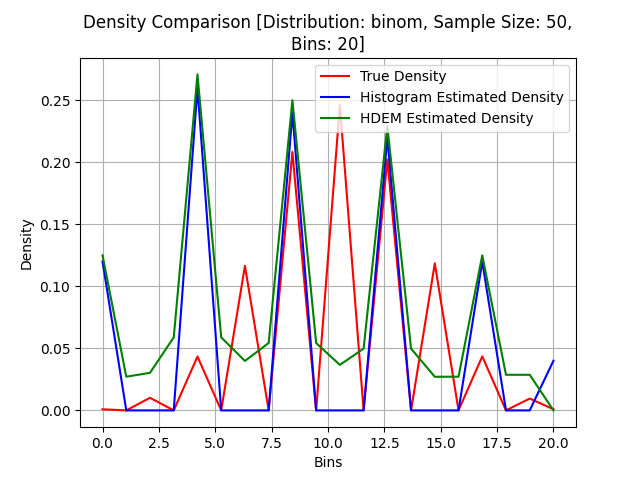 Density Comparison [Distribution: binom, Sample Size: 50,
Bins: 20]
True Density
Histogram Estimated Density
HDEM Estimated Density
Density
0.25
0.20
0.15
0.10
0.05
0.00
0.0 2.5 5.0 7.5 10.0 12.5 15.0 17.5 20.0
Bins